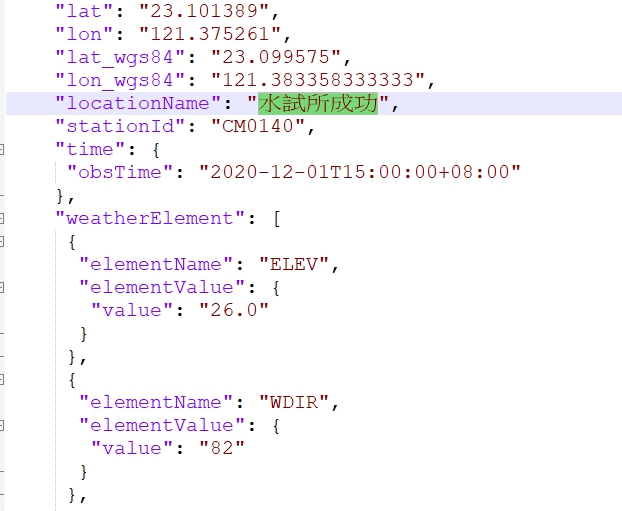 "lat": "23.101389",
"lon": "121.375261",
"lat_wgs84": "23.099575",
"lon_wgs84": "121.383358333333",
"locationName": "水試所成功",
"stationId": "CM0140",
"time": {
"obsTime": "2020-12-01T15:00:00+08:00"
},
"weatherElement": [
{
"elementName": "ELEV",
"elementValue": {
"value": "26.0"
}
},
{
"elementName": "WDIR",
"elementValue": {
"value": "82"
}
},